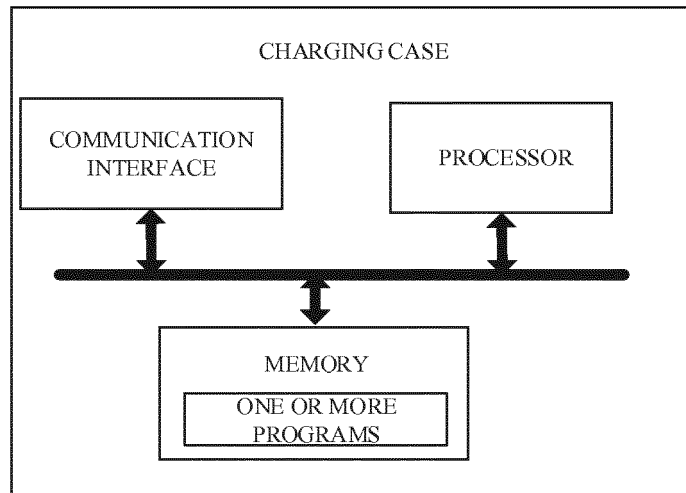 CHARGING CASE
COMMUNICATION
INTERFACE
PROCESSOR
MEMORY
ONE OR MORE
PROGRAMS